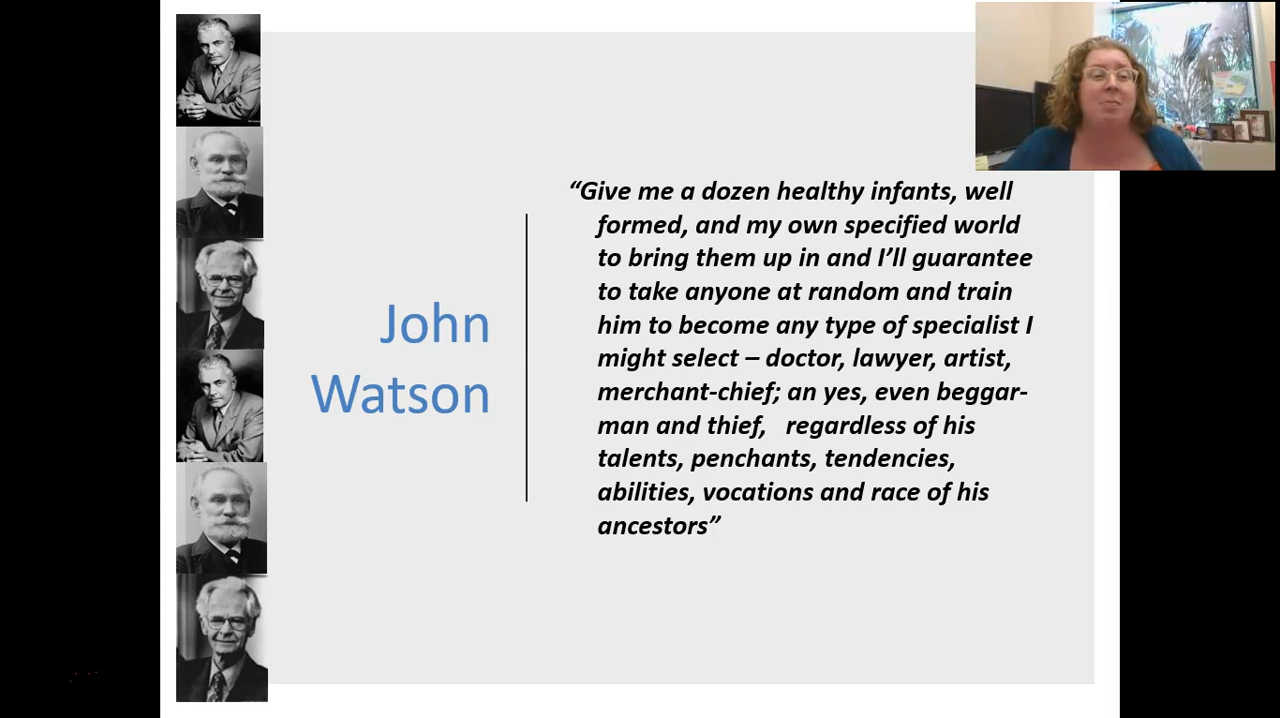 John
Watson
“Give me a dozen healthy infants, well
formed, and my own specified world
to bring them up in and I’ll guarantee
to take anyone at random and train
him to become any type of specialist I
might select – doctor, lawyer, artist,
merchant-chief; an yes, even beggar-
man and thief,   regardless of his
talents, penchants, tendencies,
abilities, vocations and race of his
ancestors”